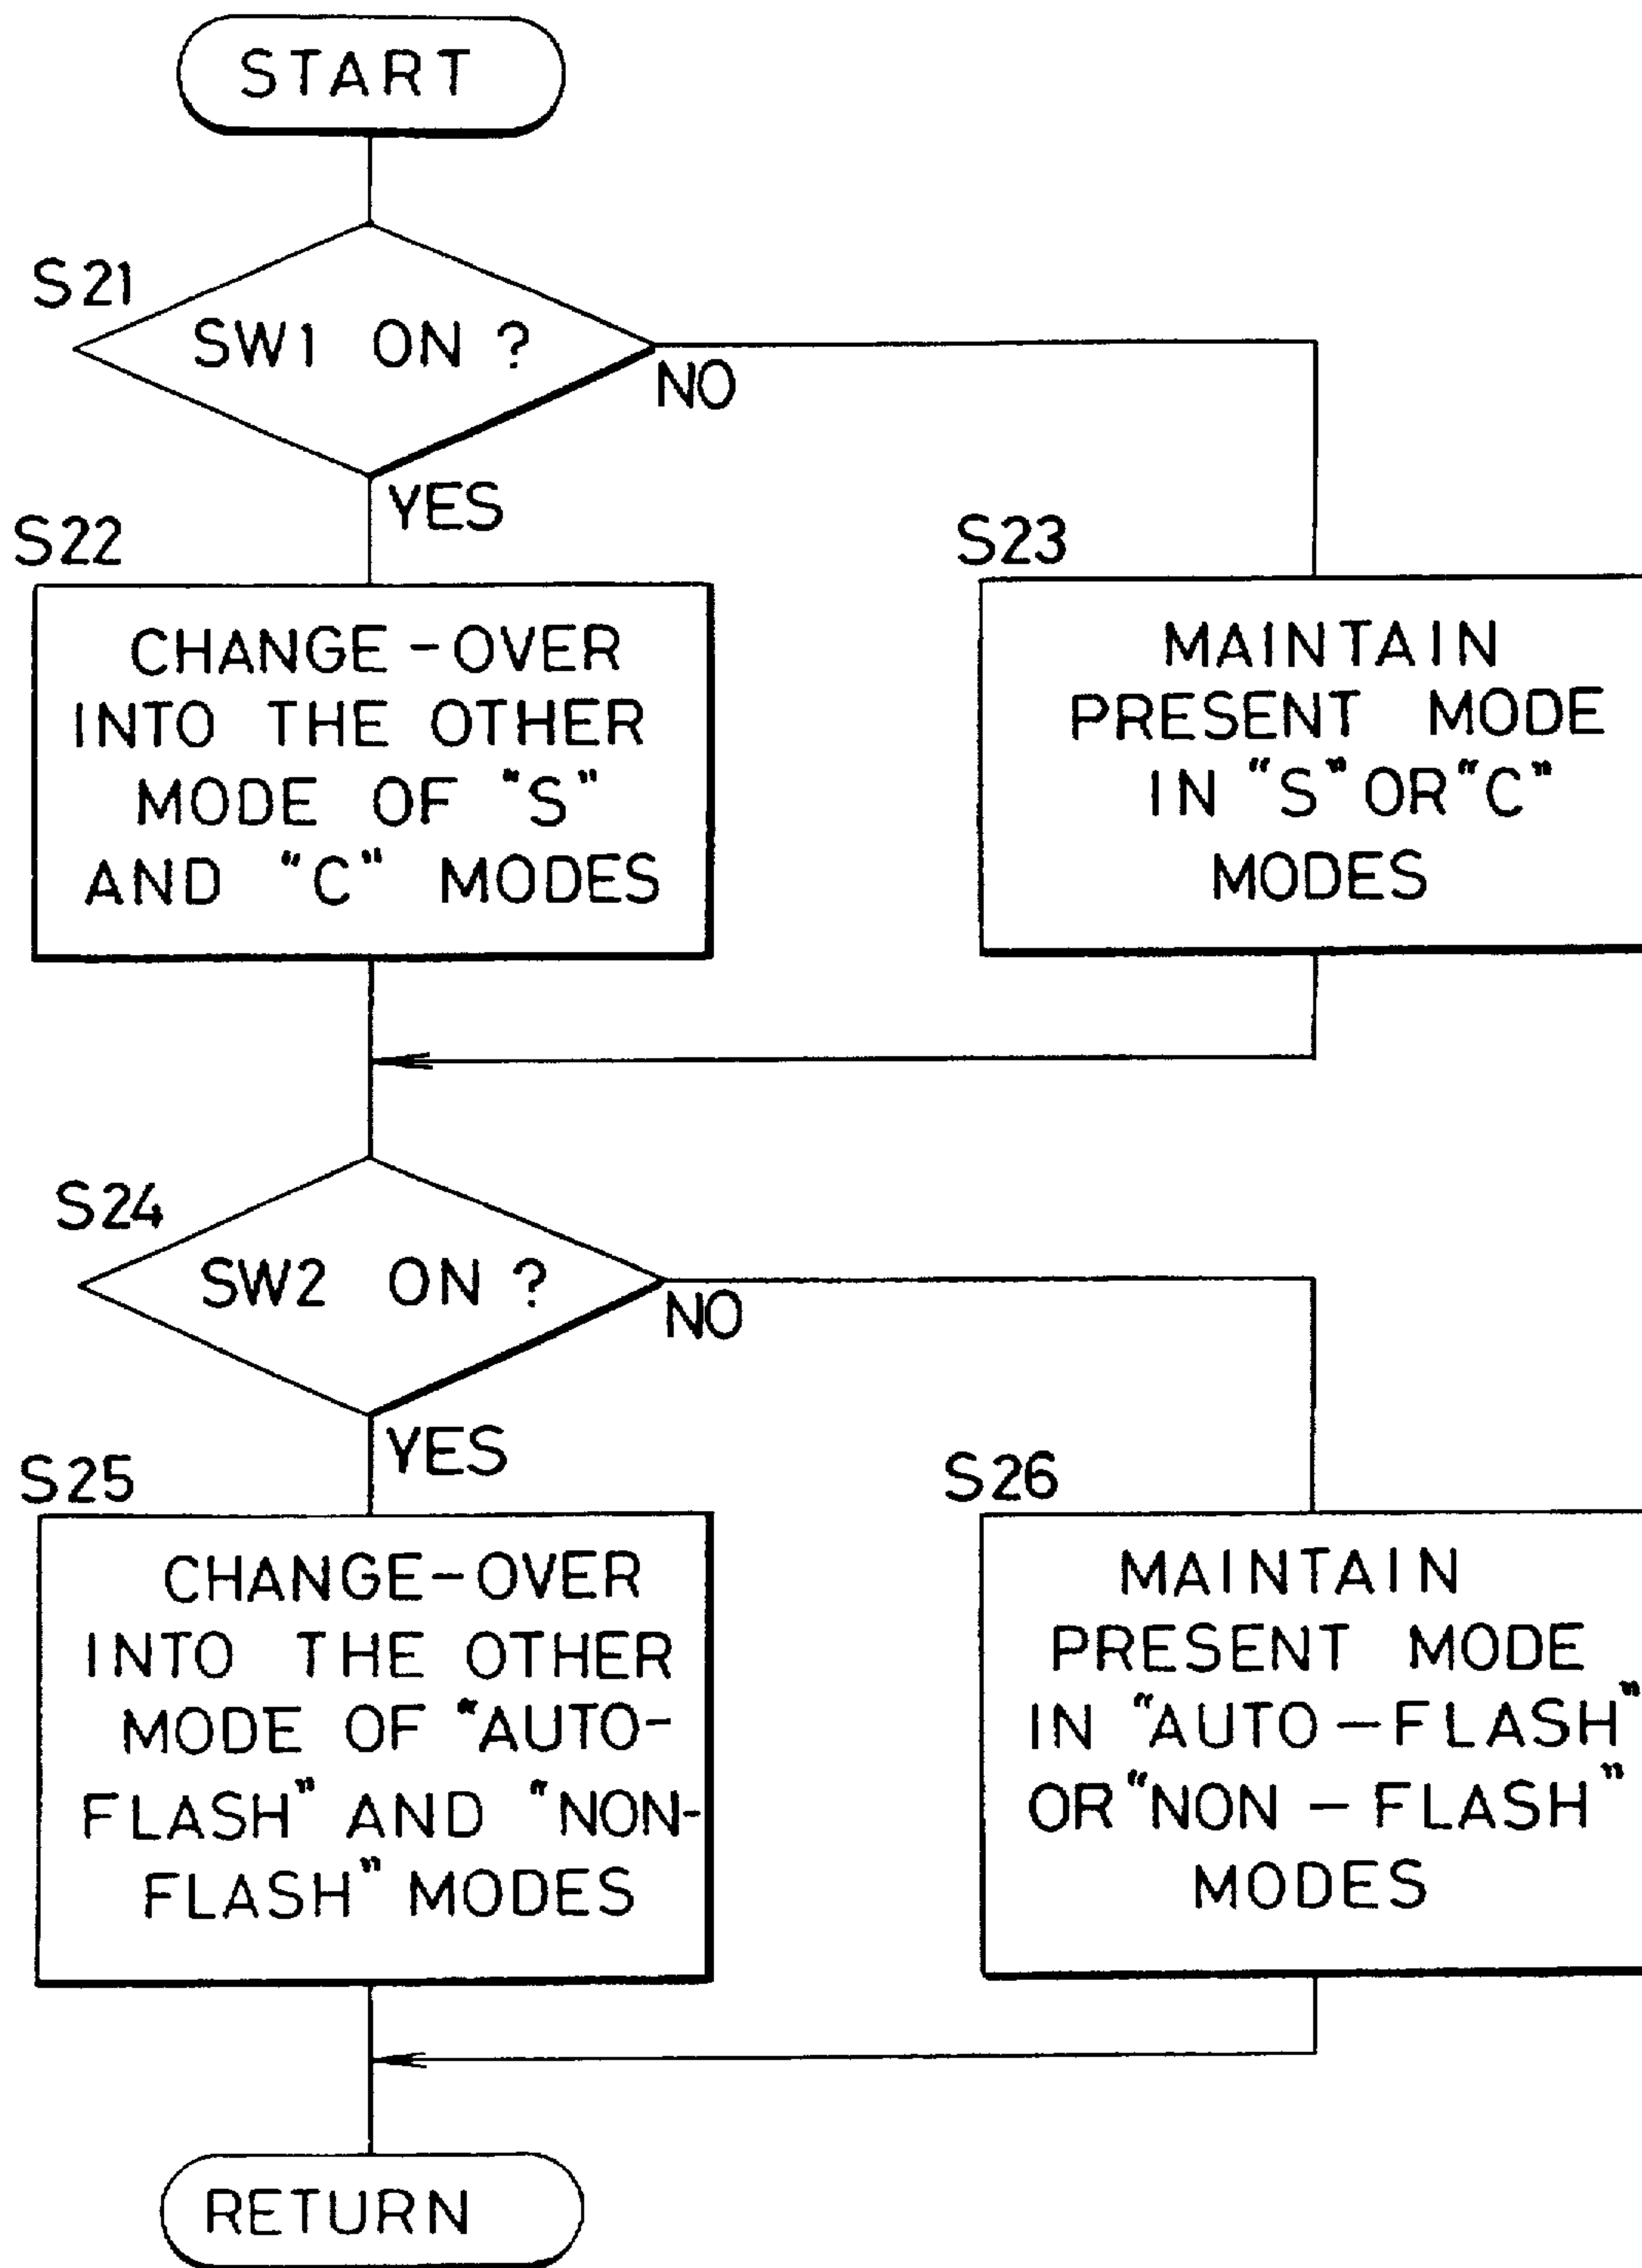 START
S21
SW1 ON ?
NO
YES
S22
CHANGE-OVER
INTO THE OTHER
MODE OF "S"
AND "C" MODES
S23
MAINTAIN
PRESENT MODE
IN "S" OR "C"
MODES
S24
SW2 ON ?
NO
YES
S25
CHANGE-OVER
INTO THE OTHER
MODE OF "AUTO-
FLASH" AND "NON-
FLASH" MODES
S26
MAINTAIN
PRESENT MODE
IN "AUTO-FLASH"
OR "NON-FLASH"
MODES
RETURN